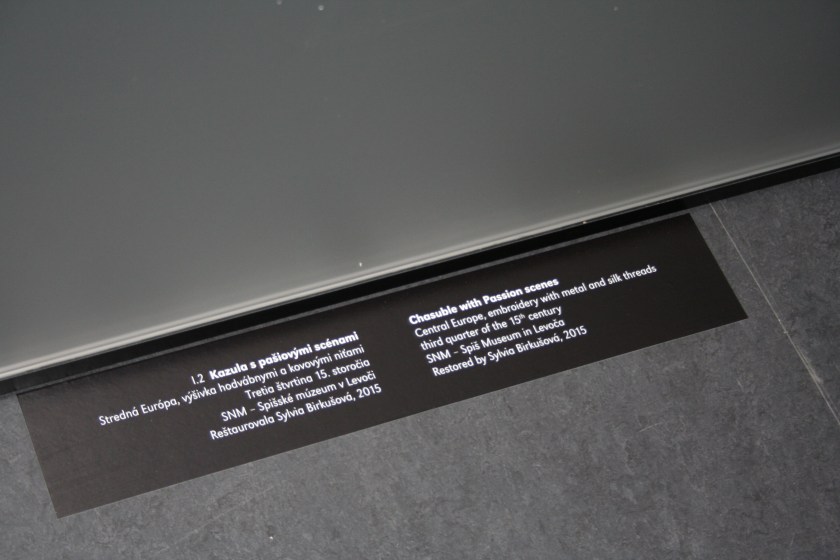 I.2 Kazula s pašiovými scénami
Stredná Európa, výšivka hodvábnymi a kovovými niťami
Tretia štvrtina 15. storočia
SNM – Spišské múzeum v Levoči
Reštaurovala Sylvia Birkušová, 2015
Chasuble with Passion scenes
Central Europe, embroidery with metal and silk threads
third quarter of the 15th century
SNM – Spiš Museum in Levoča
Restored by Sylvia Birkušová, 2015